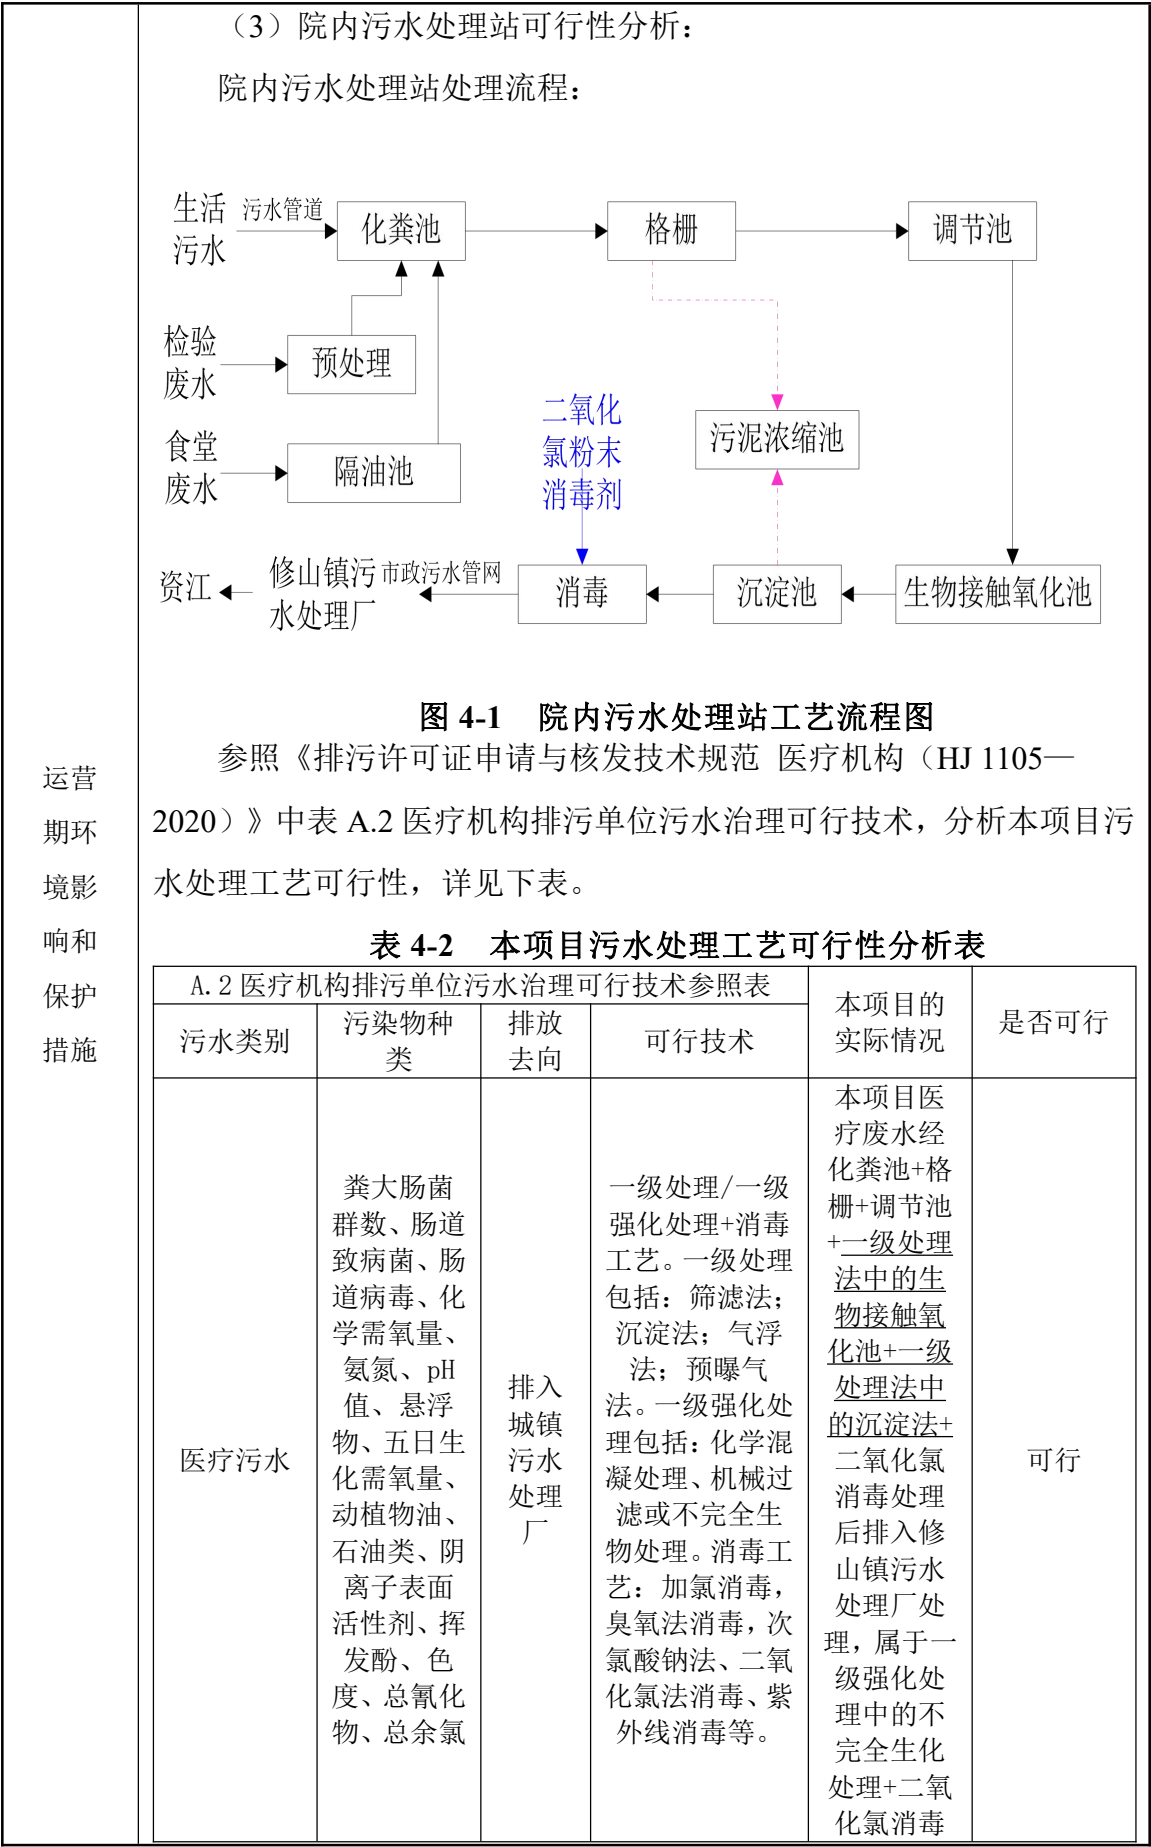 （3）院内污水处理站可行性分析：
院内污水处理站处理流程：
生活
污水
污水管道
化粪池
格栅
调节池
检验
废水
预处理
食堂
废水
隔油池
二氧化
氯粉末
消毒剂
污泥浓缩池
资江
修山镇污
水处理厂
市政污水管网
消毒
沉淀池
生物接触氧化池
图 4-1 院内污水处理站工艺流程图
参照《排污许可证申请与核发技术规范 医疗机构（HJ 1105—
2020）》中表 A.2 医疗机构排污单位污水治理可行技术，分析本项目污
水处理工艺可行性，详见下表。
运营
期环
境影
响和
保护
措施
表 4-2 本项目污水处理工艺可行性分析表
A.2 医疗机构排污单位污水治理可行技术参照表
本项目的
实际情况
是否可行
污水类别
污染物种
类
排放
去向
可行技术
医疗污水
粪大肠菌
群数、肠道
致病菌、肠
道病毒、化
学需氧量、
氨氮、pH
值、悬浮
物、五日生
化需氧量、
动植物油、
石油类、阴
离子表面
活性剂、挥
发酚、色
度、总氰化
物、总余氯
排入
城镇
污水
处理
厂
一级处理/一级
强化处理+消毒
工艺。一级处理
包括：筛滤法；
沉淀法；气浮
法；预曝气
法。一级强化处
理包括：化学混
凝处理、机械过
滤或不完全生
物处理。消毒工
艺：加氯消毒，
臭氧法消毒，次
氯酸钠法、二氧
化氯法消毒、紫
外线消毒等。
本项目医
疗废水经
化粪池+格
栅+调节池
+一级处理
法中的生
物接触氧
化池+一级
处理法中
的沉淀法+
二氧化氯
消毒处理
后排入修
山镇污水
处理厂处
理，属于一
级强化处
理中的不
完全生化
处理+二氧
化氯消毒
可行